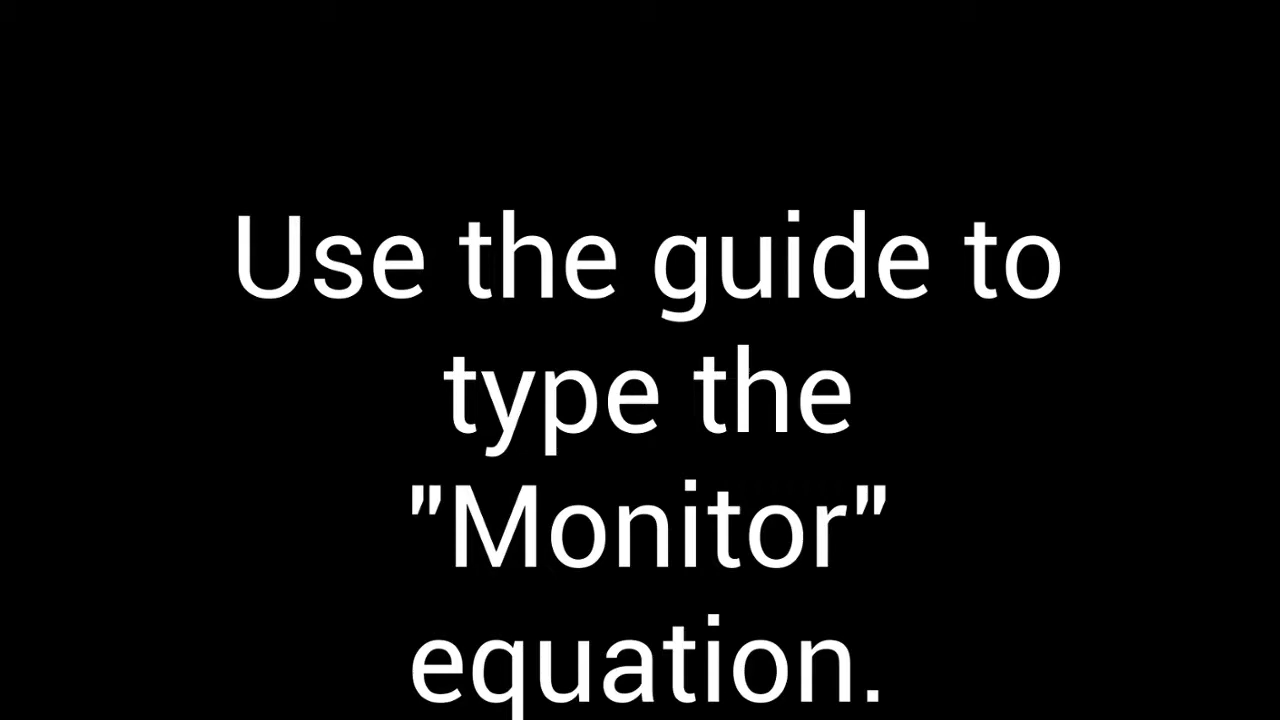 Use the guide to
type the
"Monitor"
equation.